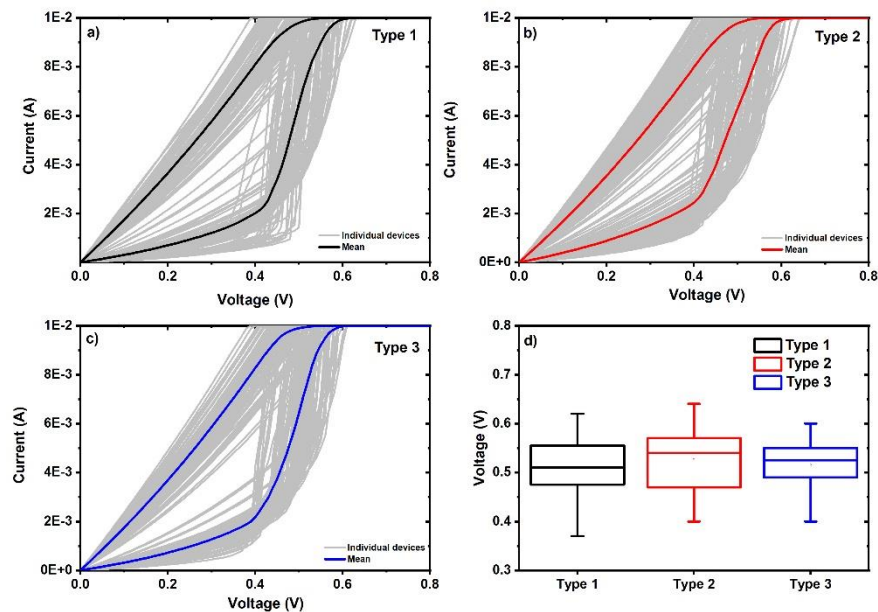 a)
Type 1
1E-2
8E-3
6E-3
4E-3
2E-3
Current (A)
Individual devices
Mean
0.0 0.2 0.4 0.6 0.8
Voltage (V)
b)
Type 2
1E-2
8E-3
6E-3
4E-3
2E-3
0E+0
Current (A)
Individual devices
Mean
0.0 0.2 0.4 0.6 0.8
Voltage (V)
c)
Type 3
1E-2
8E-3
6E-3
4E-3
2E-3
0E+0
Current (A)
Individual devices
Mean
0.0 0.2 0.4 0.6 0.8
Voltage (V)
d)
Type 1
Type 2
Type 3
0.8
0.7
0.6
0.5
0.4
0.3
Voltage (V)
Type 1 Type 2 Type 3